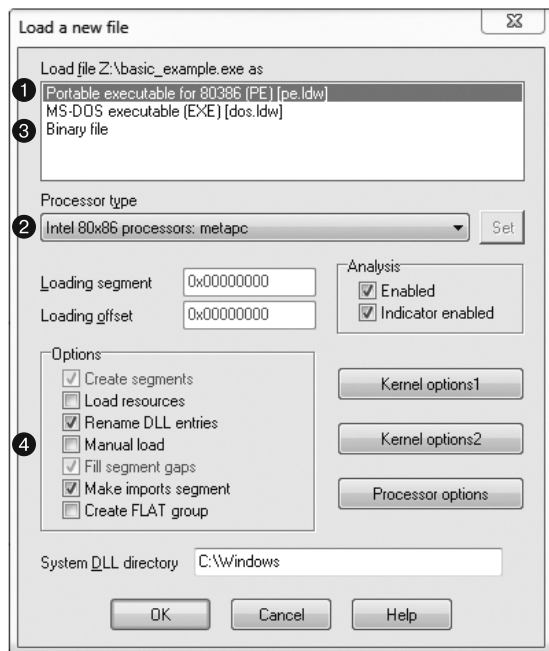 Load a new file
Load file Z:\basic_example.exe as
1 Portable executable for 80386 (PE) [pe.ldw]
MS-DOS executable (EXE) [dos.ldw]
3 Binary file
Processor type
2 Intel 80x86 processors: metapc
Set
Loading segment 0x00000000
Loading offset 0x00000000
Analysis
Enabled
Indicator enabled
Options
Create segments
Load resources
Rename DLL entries
4 Manual load
Fill segment gaps
Make imports segment
Create FLAT group
Kernel options1
Kernel options2
Processor options
System DLL directory C:\Windows
OK Cancel Help